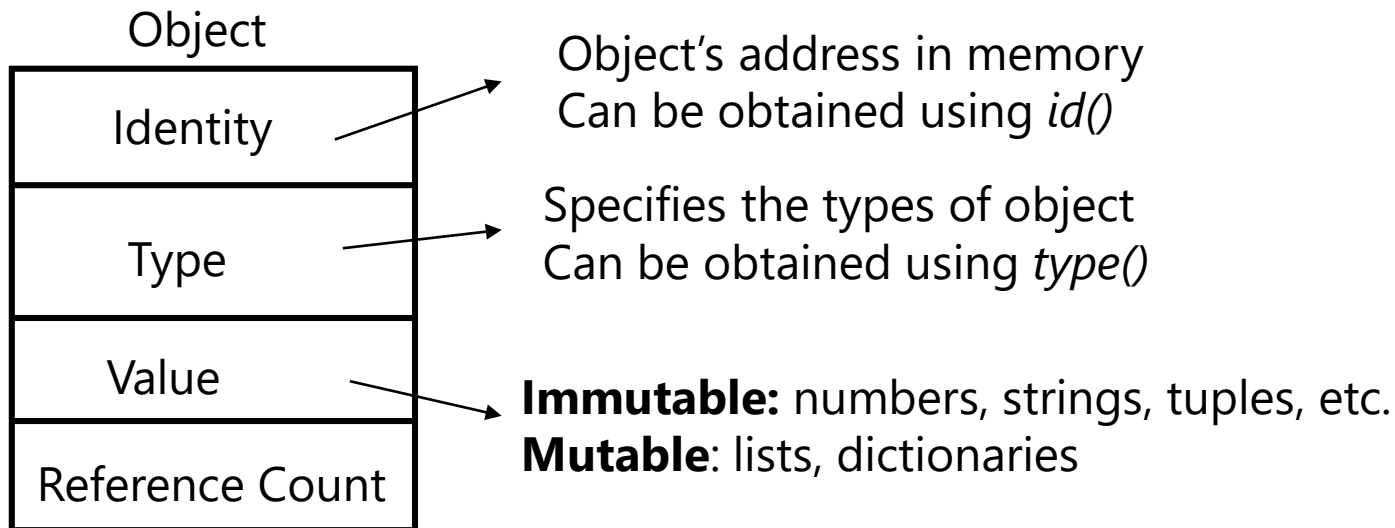 Object
Identity
Object’s address in memory
Can be obtained using id()
Type
Specifies the types of object
Can be obtained using type()
Value
Immutable: numbers, strings, tuples, etc.
Mutable: lists, dictionaries
Reference Count